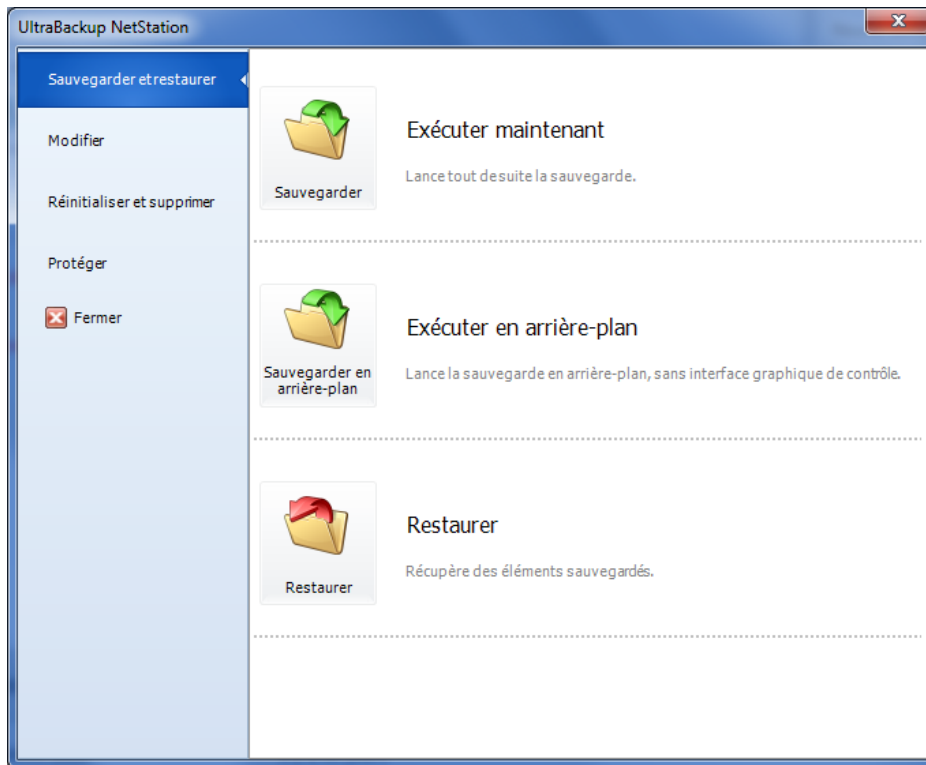 UltraBackup NetStation
Sauvegarder et restaurer
Modifier
Réinitialiser et supprimer
Protéger
Fermer
Sauvegarder
Exécuter maintenant
Lance tout de suite la sauvegarde.
Sauvegarder en
arrière-plan
Exécuter en arrière-plan
Lance la sauvegarde en arrière-plan, sans interface graphique de contrôle.
Restaurer
Restaurer
Récupère des éléments sauvegardés.